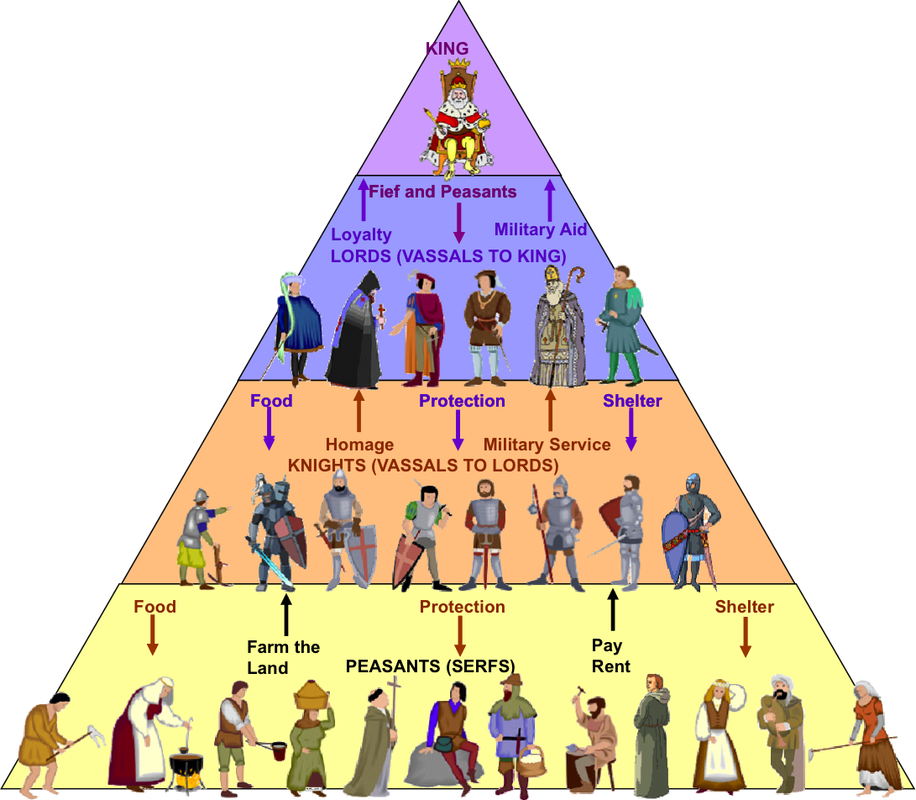 KING
Fief and Peasants
Loyalty
Military Aid
LORDS (VASSALS TO KING)
Food
Protection
Shelter
Homage
Military Service
KNIGHTS (VASSALS TO LORDS)
Food
Protection
Shelter
Farm the
Land
Pay
Rent
PEASANTS (SERFS)